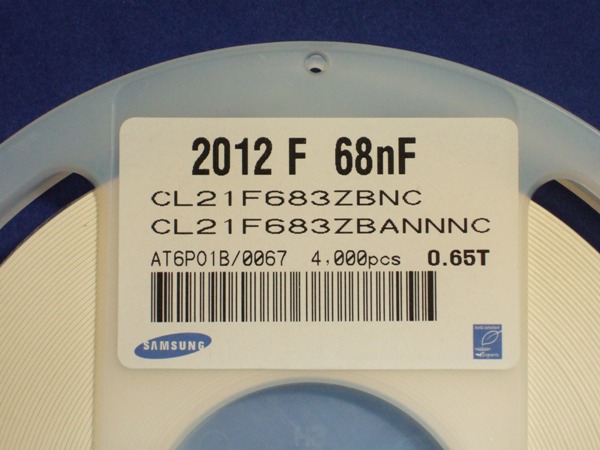 2012 F 68nF
CL21F683ZBNC
CL21F683ZBANNNC
AT6P01B/0067 4,000pcs 0.65T
SAMSUNG